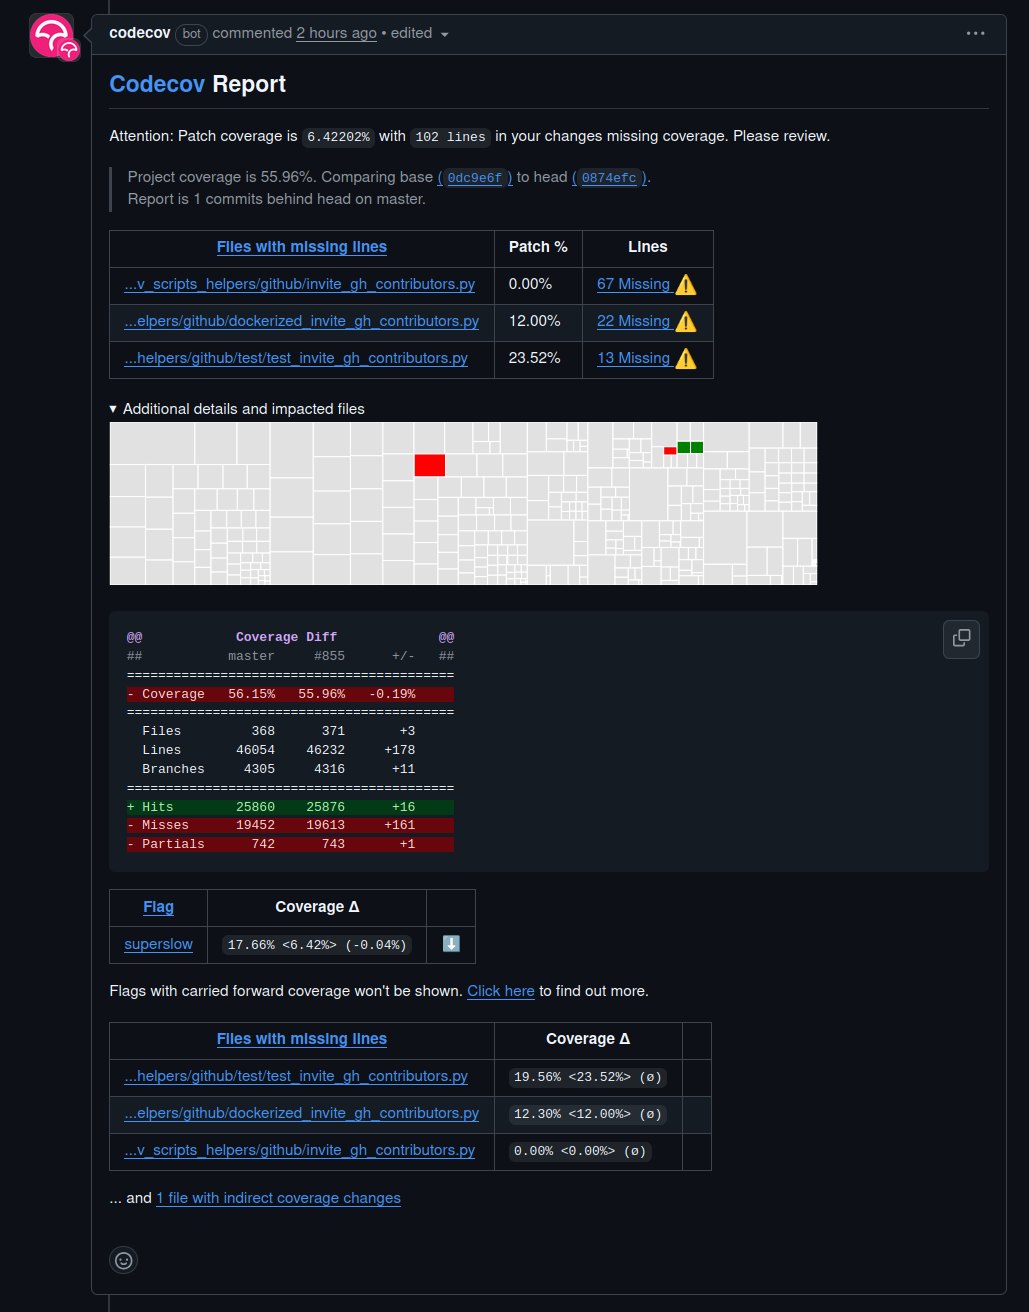 codecov bot commented 2 hours ago • edited
Codecov Report
Attention: Patch coverage is 6.42202% with 102 lines in your changes missing coverage. Please review.
Project coverage is 55.96%. Comparing base (0dc9e6f) to head (0874efc).
Report is 1 commits behind head on master.
Files with missing lines Patch % Lines
...v_scripts_helpers/github/invite_gh_contributors.py 0.00% 67 Missing ⚠️
...elpers/github/dockerized_invite_gh_contributors.py 12.00% 22 Missing ⚠️
...helpers/github/test/test_invite_gh_contributors.py 23.52% 13 Missing ⚠️
▼ Additional details and impacted files
@@ Coverage Diff @@
## master #855 +/- ##
==========================================
- Coverage 56.15% 55.96% -0.19%
==========================================
Files 368 371 +3
Lines 46054 46232 +178
Branches 4305 4316 +11
==========================================
+ Hits 25860 25876 +16
- Misses 19452 19613 +161
- Partials 742 743 +1
Flag Coverage Δ
superslow 17.66% <6.42%> (-0.04%) ⬇️
Flags with carried forward coverage won't be shown. Click here to find out more.
Files with missing lines Coverage Δ
...helpers/github/test/test_invite_gh_contributors.py 19.56% <23.52%> (ø)
...elpers/github/dockerized_invite_gh_contributors.py 12.30% <12.00%> (ø)
...v_scripts_helpers/github/invite_gh_contributors.py 0.00% <0.00%> (ø)
... and 1 file with indirect coverage changes